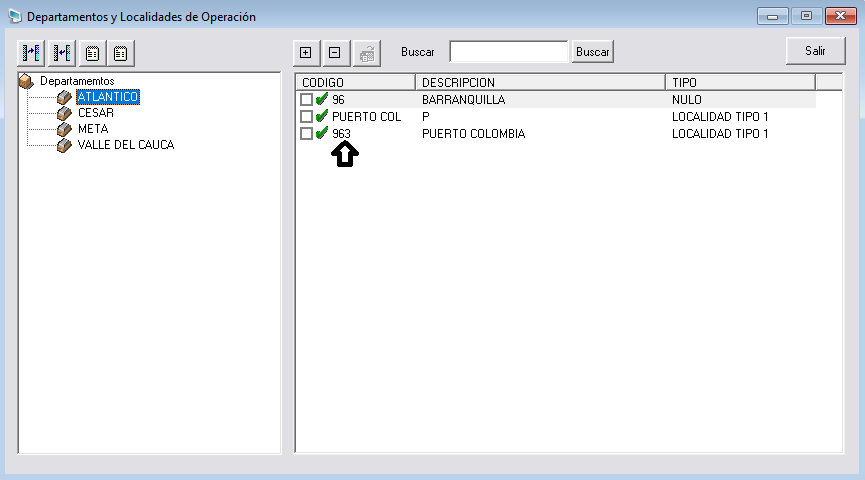 Departamentos y Localidades de Operación
Buscar Buscar Salir
Departamentos
ATLANTICO
CESAR
META
VALLE DEL CAUCA
CODIGO DESCRIPCION TIPO
96 BARRANQUILLA NULO
PUERTO COL P LOCALIDAD TIPO 1
963 PUERTO COLOMBIA LOCALIDAD TIPO 1